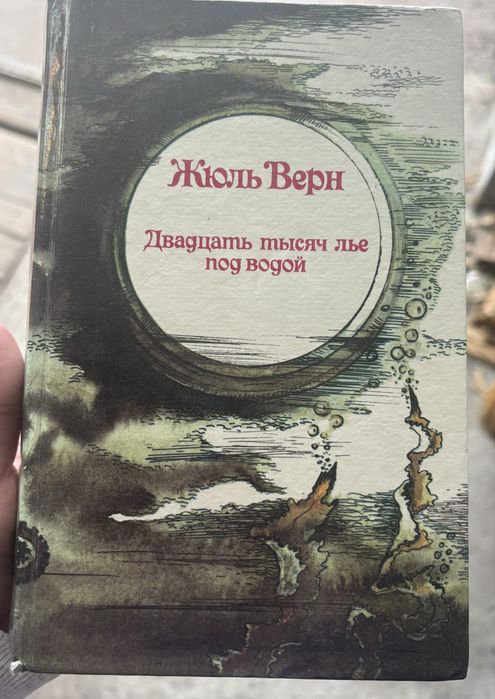 Жюль Верн
Двадцать тысяч лье
под водой